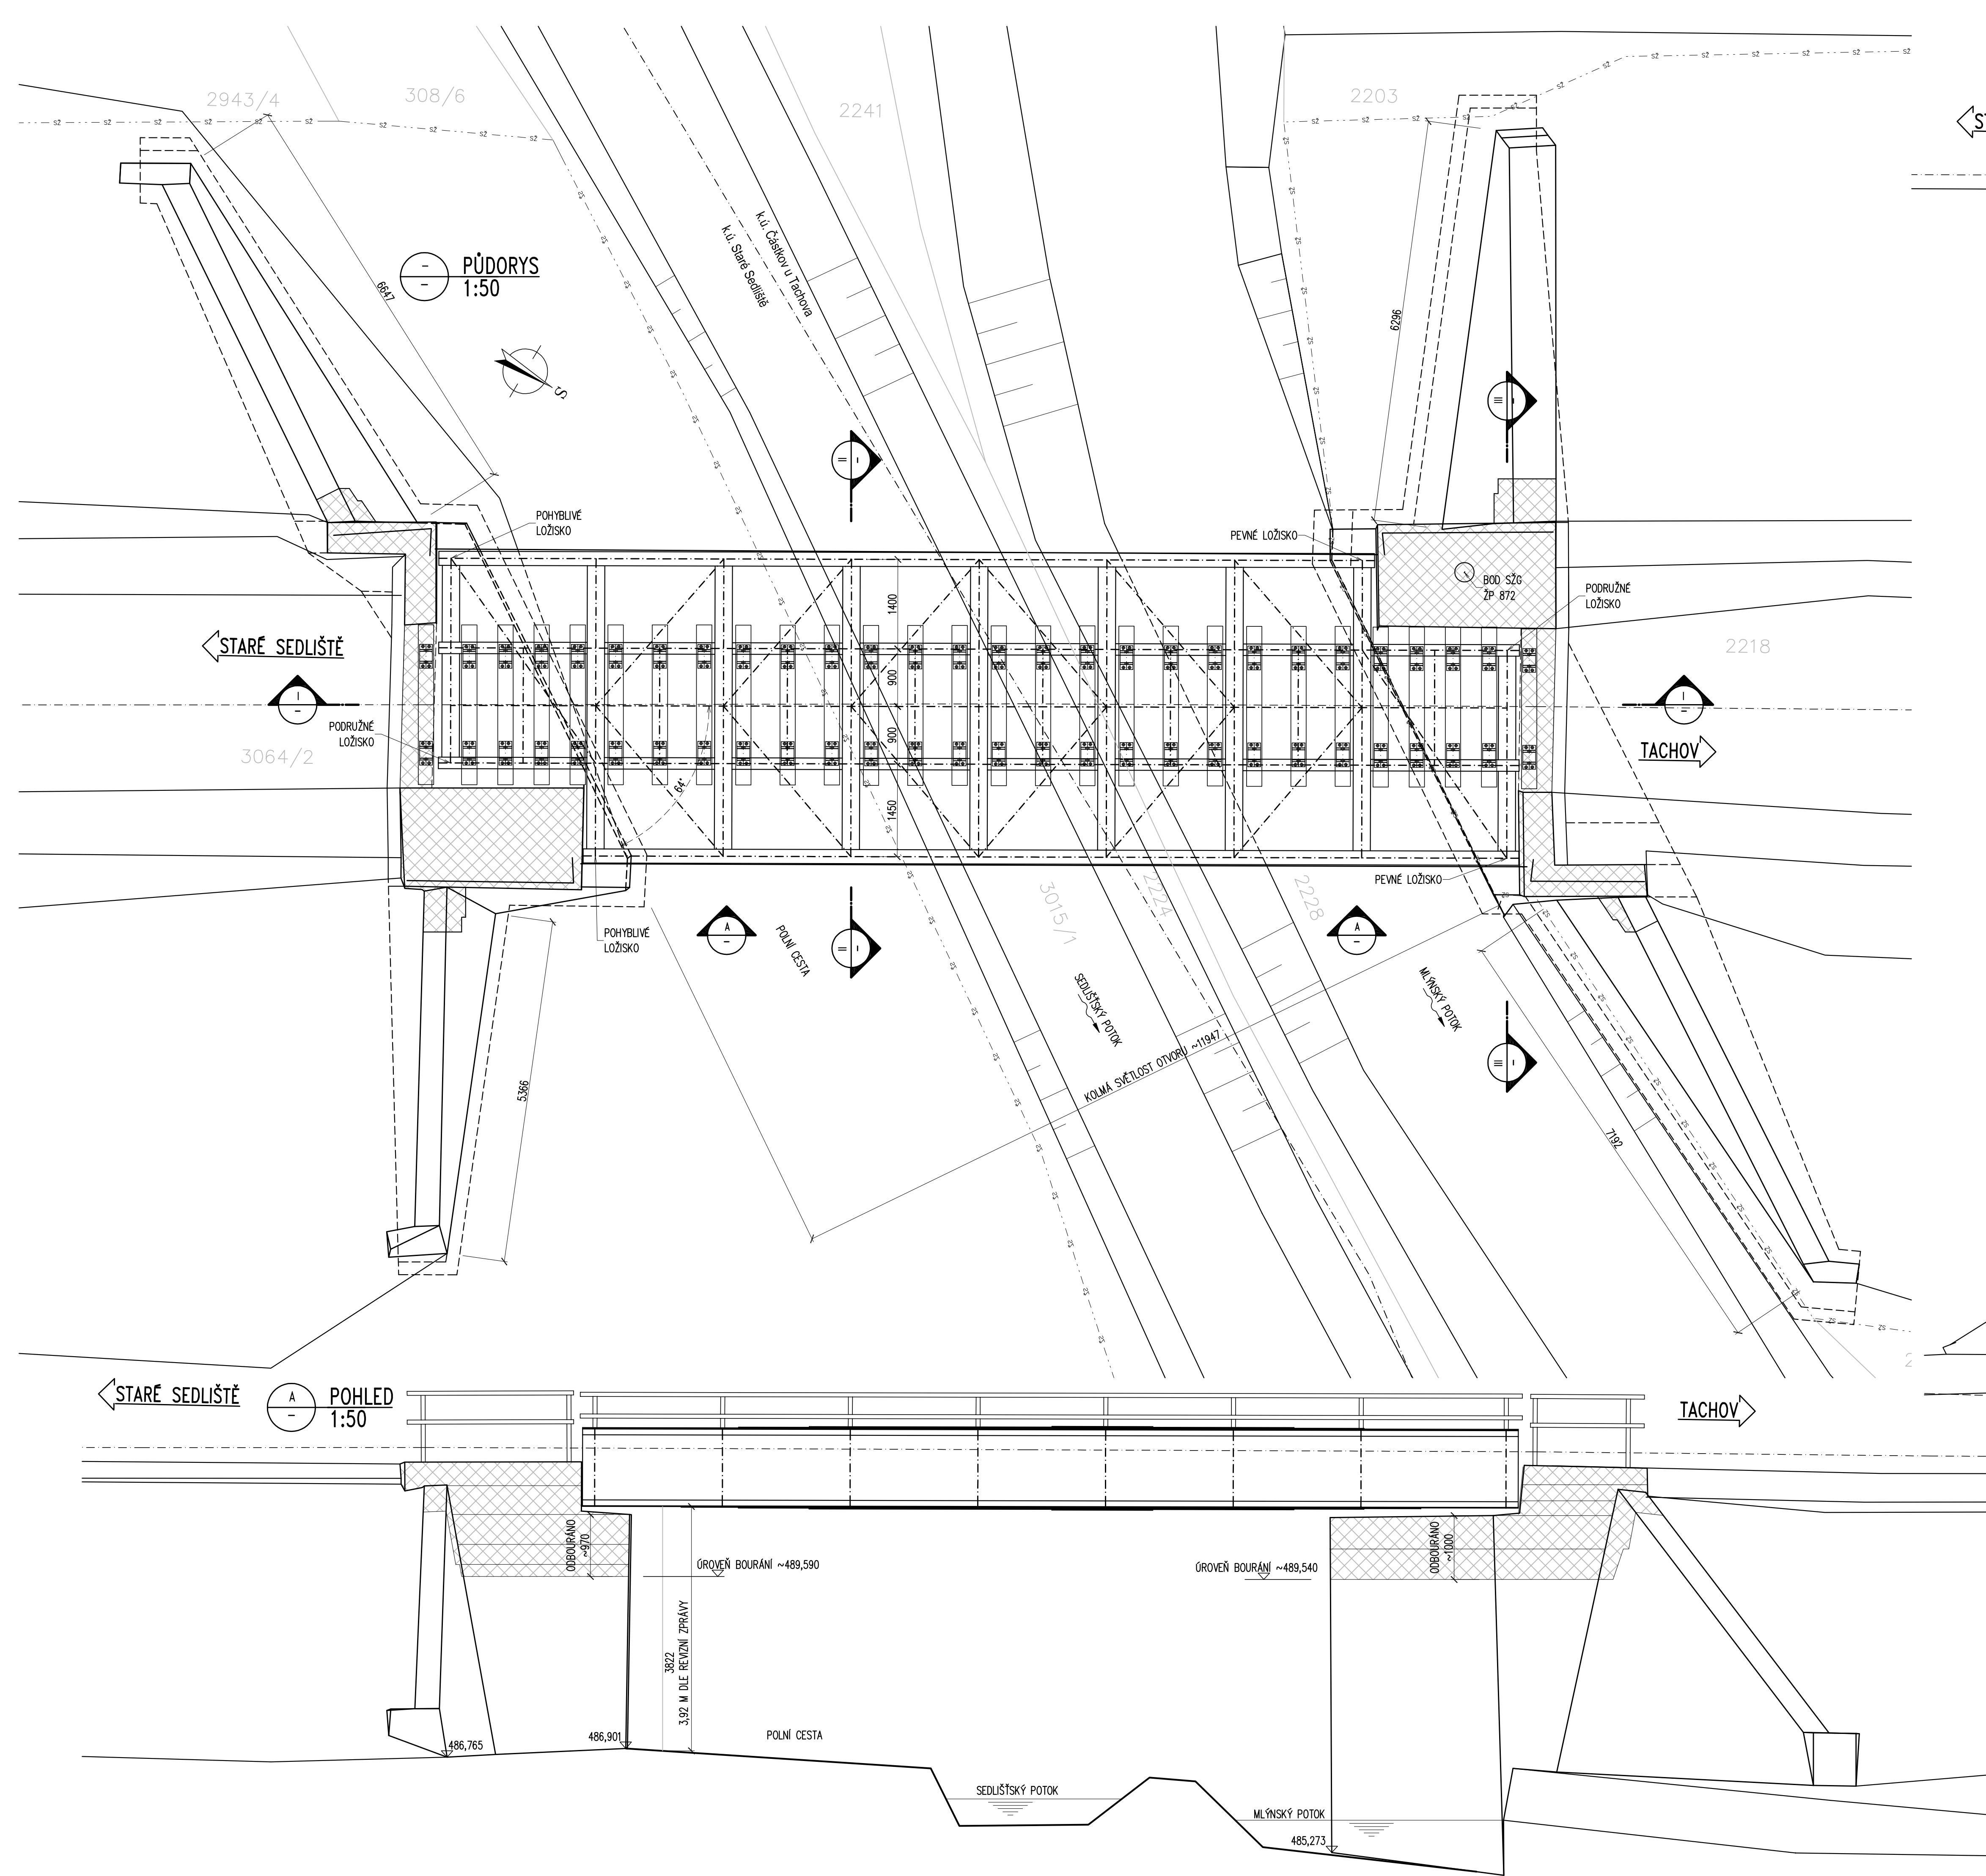 2943/4
308/6
2241
2203
SŽ
k.ú. Částkov u Tachova
k.ú. Staré Sedliště
–
–
PŮDORYS
1:50
6647
6296
S
POHYBLIVÉ
LOŽISKO
PEVNÉ LOŽISKO
BOD SŽG
ŽP 872
PODRUŽNÉ
LOŽISKO
STARÉ SEDLIŠTĚ
2218
1400
900
900
1450
64°
PODRUŽNÉ
LOŽISKO
3064/2
TACHOV
PEVNÉ LOŽISKO
POHYBLIVÉ
LOŽISKO
A
–
POLNÍ CESTA
3015/1
2224
2228
A
–
SEDLIŠŤSKÝ POTOK
MLÝNSKÝ POTOK
KOLMÁ SVĚTLOST OTVORU ~11947
5366
7192
STARÉ SEDLIŠTĚ
A
–
POHLED
1:50
TACHOV
ODBOURÁNO
~970
ÚROVEŇ BOURÁNÍ ~489,590
ÚROVEŇ BOURÁNÍ ~489,540
ODBOURÁNO
~1000
3822
3,92 M DLE REVIZNÍ ZPRÁVY
486,765
486,901
POLNÍ CESTA
SEDLIŠŤSKÝ POTOK
MLÝNSKÝ POTOK
485,273